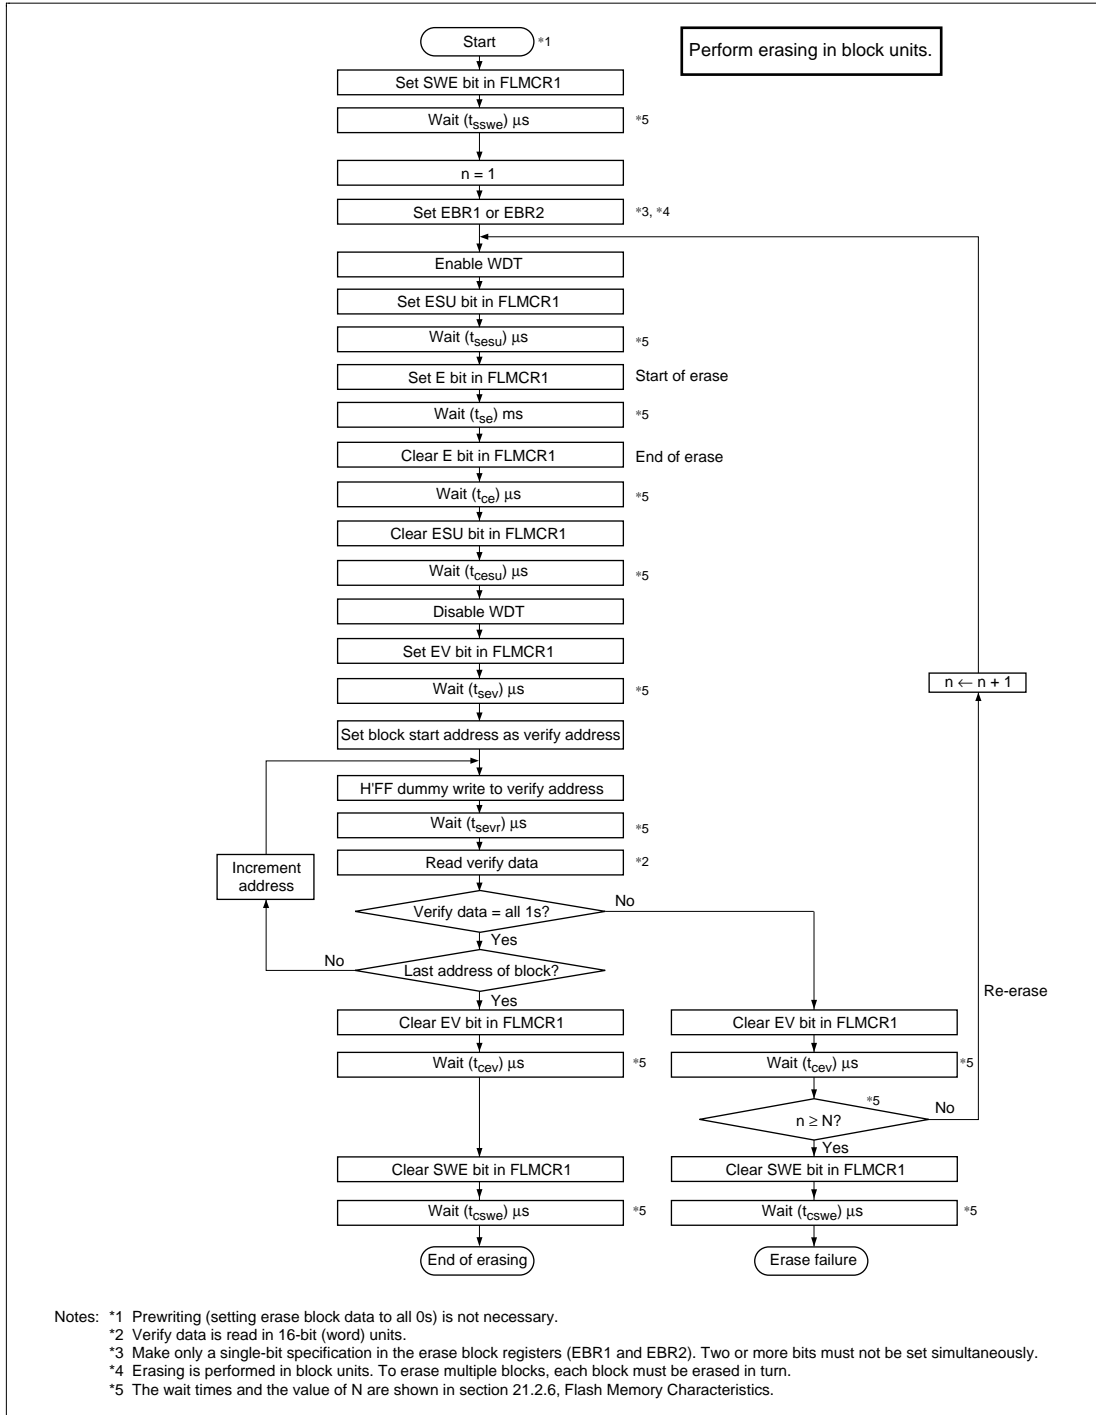 Start *1
Perform erasing in block units.
Set SWE bit in FLMCR1
Wait (tsswe) μs *5
n = 1
Set EBR1 or EBR2 *3, *4
Enable WDT
Set ESU bit in FLMCR1
Wait (tsesu) μs *5
Set E bit in FLMCR1 Start of erase
Wait (tse) ms *5
Clear E bit in FLMCR1 End of erase
Wait (tce) μs *5
Clear ESU bit in FLMCR1
Wait (tcesu) μs *5
Disable WDT
Set EV bit in FLMCR1
Wait (tsev) μs *5
n ← n + 1
Set block start address as verify address
H'FF dummy write to verify address
Wait (tsevr) μs *5
Increment
address
Read verify data *2
Verify data = all 1s?
No
Yes
No
Last address of block?
Yes
Re-erase
Clear EV bit in FLMCR1
Clear EV bit in FLMCR1
Wait (tcev) μs *5
Wait (tcev) μs *5
*5
n ≥ N?
No
Yes
Clear SWE bit in FLMCR1
Clear SWE bit in FLMCR1
Wait (tcswe) μs *5
Wait (tcswe) μs *5
End of erasing
Erase failure
Notes: *1 Prewriting (setting erase block data to all 0s) is not necessary.
*2 Verify data is read in 16-bit (word) units.
*3 Make only a single-bit specification in the erase block registers (EBR1 and EBR2). Two or more bits must not be set simultaneously.
*4 Erasing is performed in block units. To erase multiple blocks, each block must be erased in turn.
*5 The wait times and the value of N are shown in section 21.2.6, Flash Memory Characteristics.